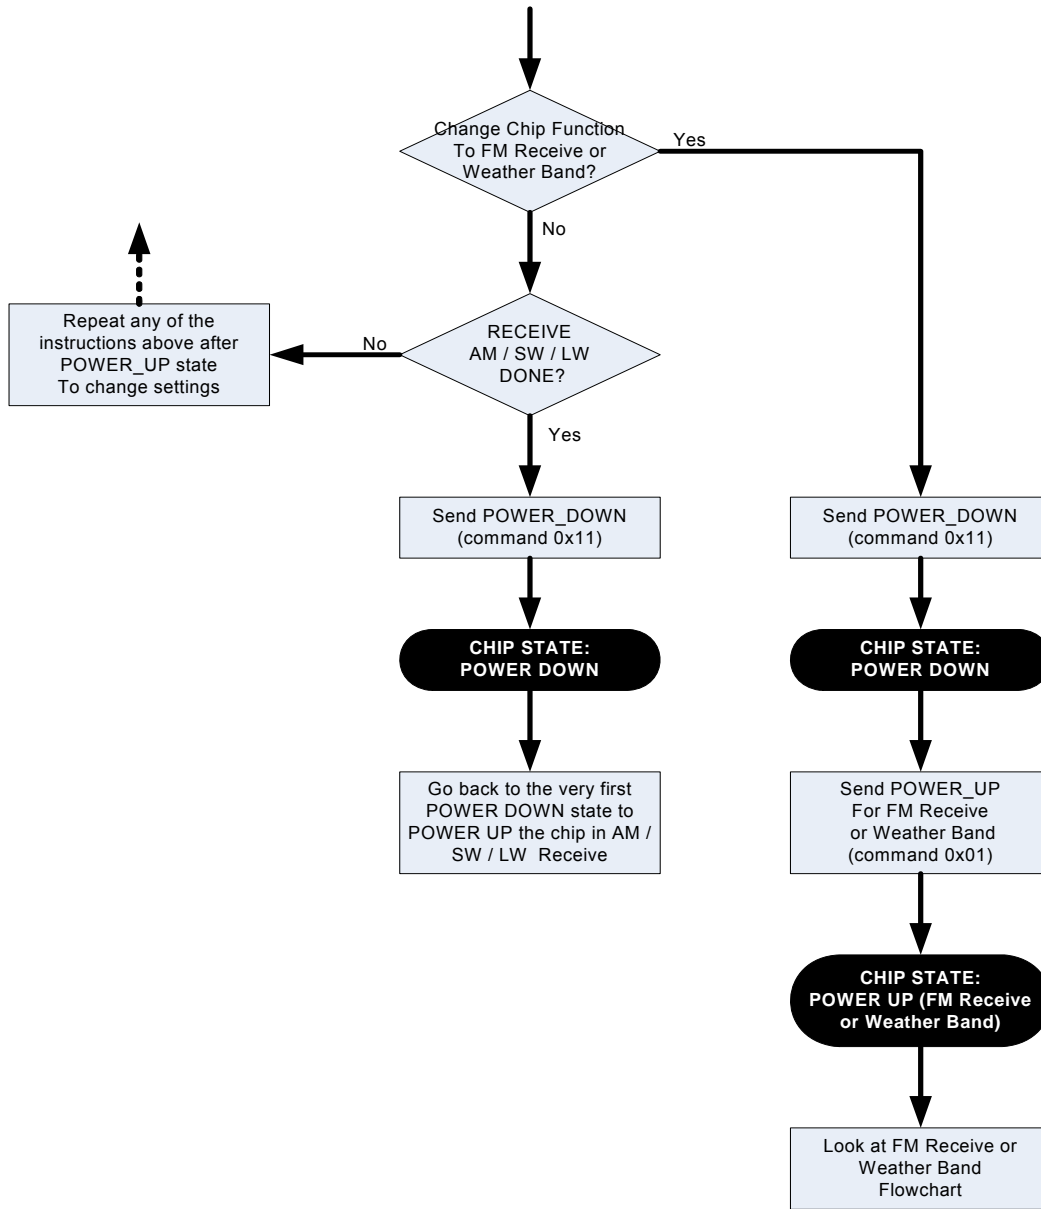 Change Chip Function
To FM Receive or
Weather Band?
Yes
No
RECEIVE
AM / SW / LW
DONE?
No
Repeat any of the
instructions above after
POWER_UP state
To change settings
Yes
Send POWER_DOWN
(command 0x11)
CHIP STATE:
POWER DOWN
Go back to the very first
POWER DOWN state to
POWER UP the chip in AM /
SW / LW Receive
Send POWER_DOWN
(command 0x11)
CHIP STATE:
POWER DOWN
Send POWER_UP
For FM Receive
or Weather Band
(command 0x01)
CHIP STATE:
POWER UP (FM Receive
or Weather Band)
Look at FM Receive or
Weather Band
Flowchart